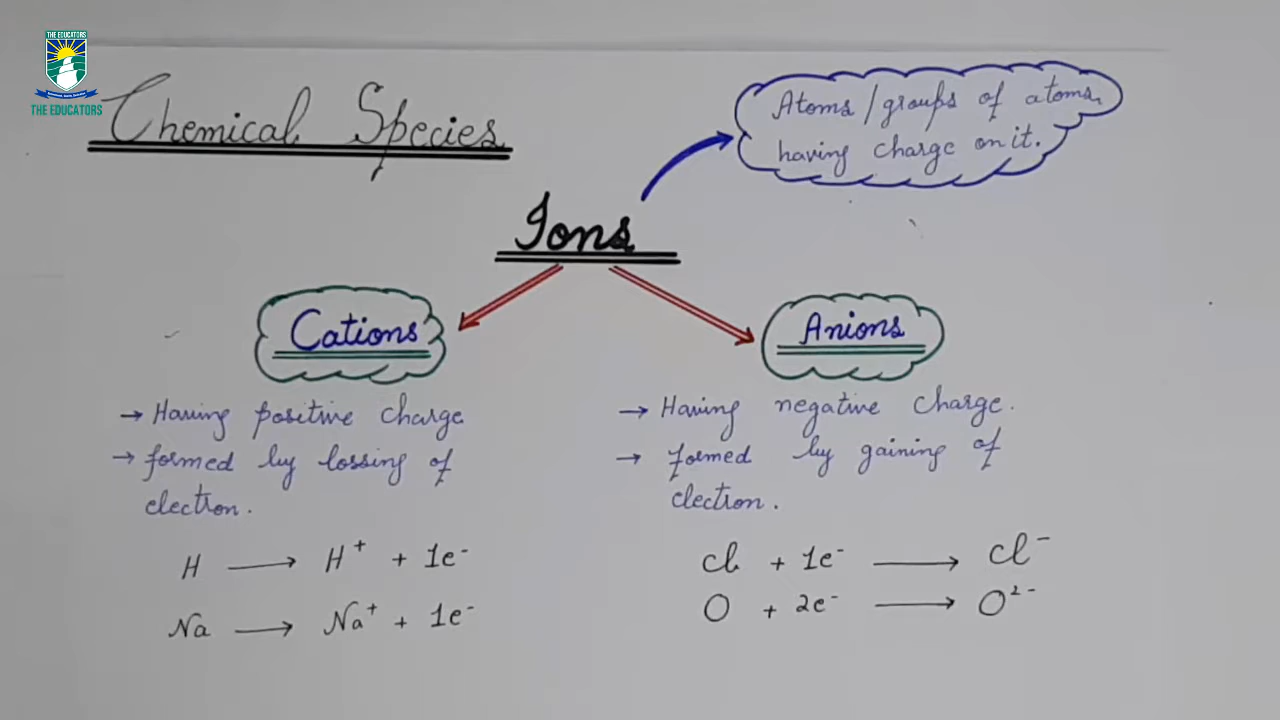 THE EDUCATORS
THE EDUCATORS
Chemical Species
Atoms/groups of atoms
having charge on it.
Ions
Cations
Anions
→ Having positive charge
→ formed by lossing of
electron.
H ⟶ H⁺ + 1e⁻
Na ⟶ Na⁺ + 1e⁻
→ Having negative charge.
→ formed by gaining of
electron.
Cl + 1e⁻ ⟶ Cl⁻
O + 2e⁻ ⟶ O²⁻